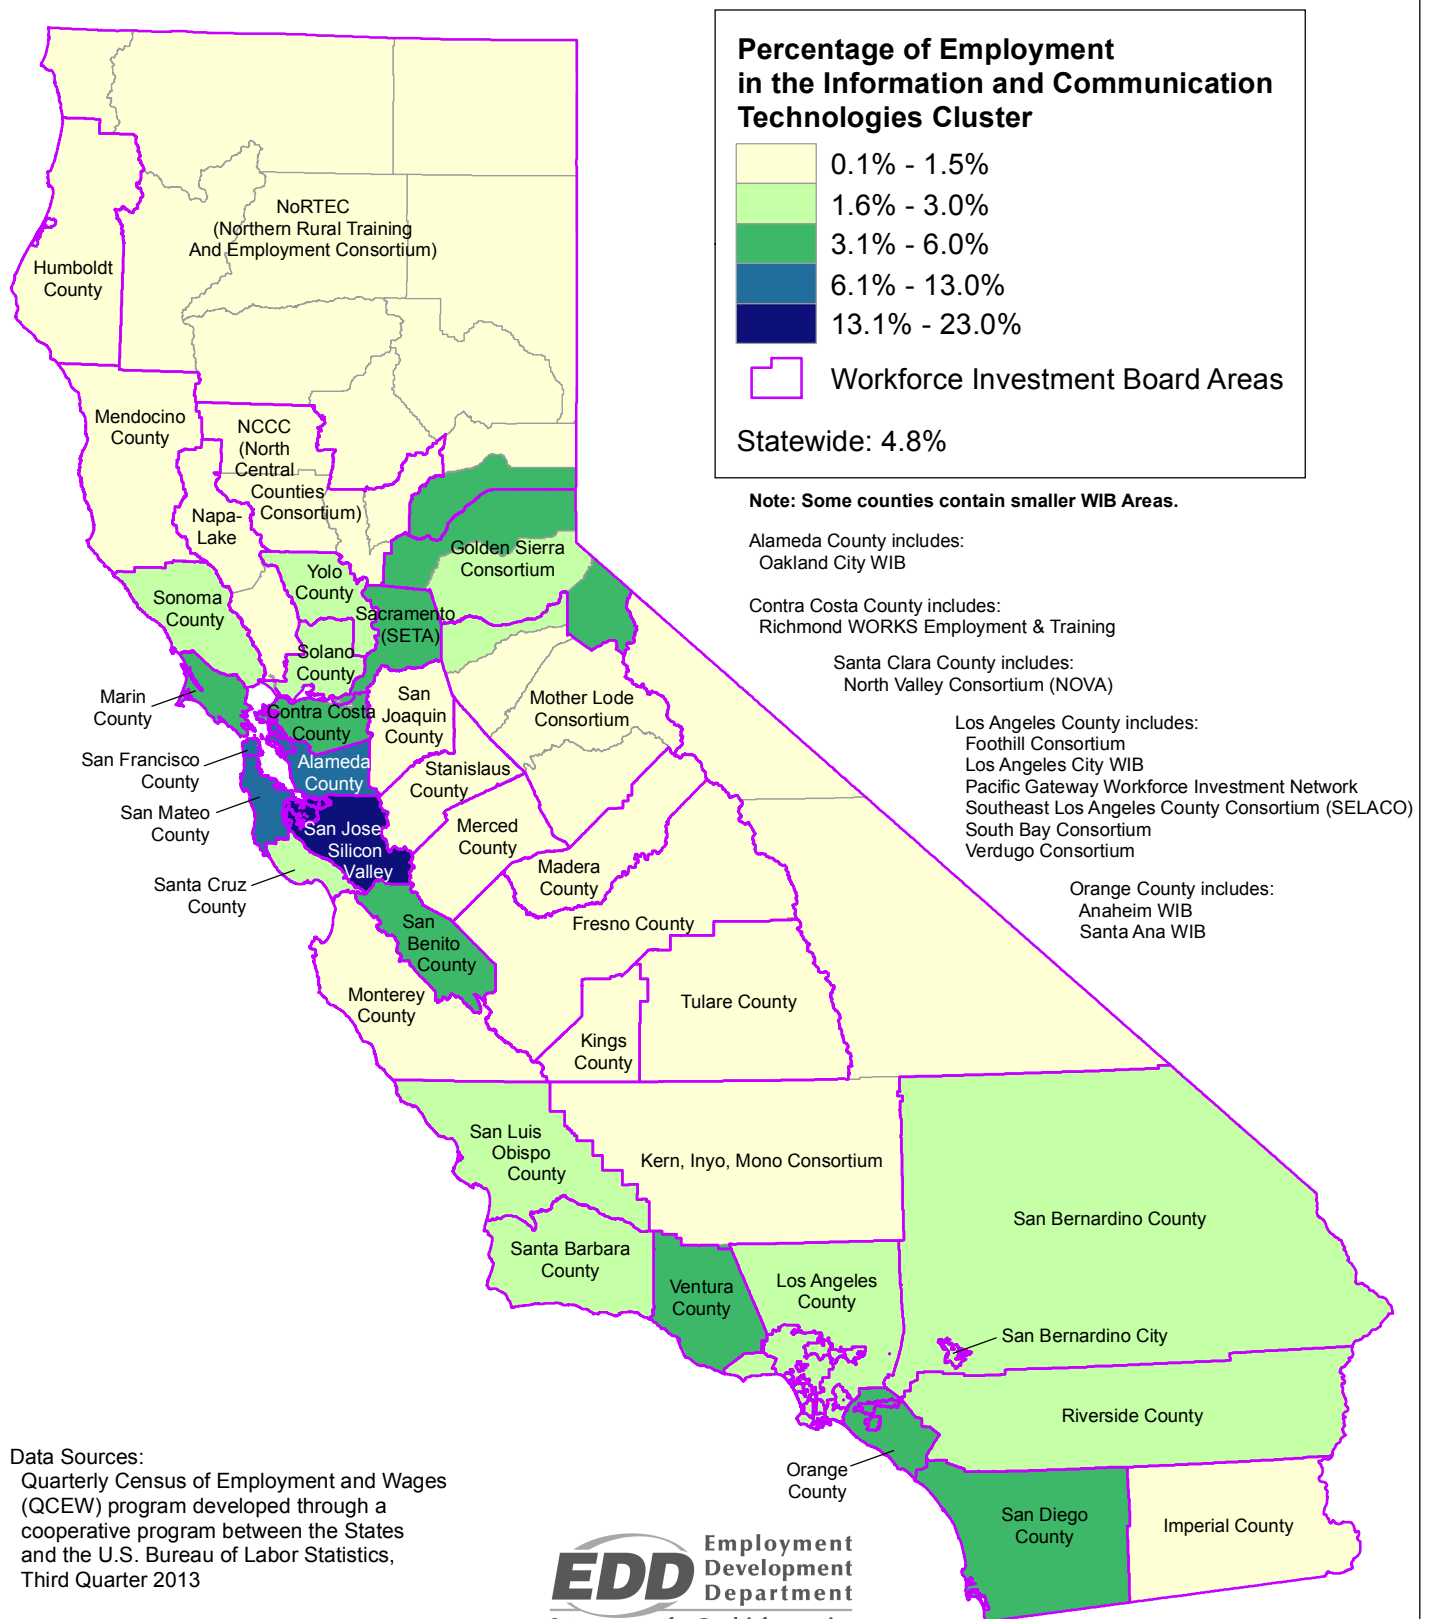 Percentage of Employment
in the Information and Communication
Technologies Cluster
0.1% - 1.5%
1.6% - 3.0%
3.1% - 6.0%
6.1% - 13.0%
13.1% - 23.0%
Workforce Investment Board Areas
Statewide: 4.8%
Note: Some counties contain smaller WIB Areas.
Alameda County includes:
Oakland City WIB
Contra Costa County includes:
Richmond WORKS Employment & Training
Santa Clara County includes:
North Valley Consortium (NOVA)
Los Angeles County includes:
Foothill Consortium
Los Angeles City WIB
Pacific Gateway Workforce Investment Network
Southeast Los Angeles County Consortium (SELACO)
South Bay Consortium
Verdugo Consortium
Orange County includes:
Anaheim WIB
Santa Ana WIB
NoRTEC
(Northern Rural Training
And Employment Consortium)
Humboldt
County
Mendocino
County
NCCC
(North
Central
Counties
Consortium)
Napa-
Lake
Golden Sierra
Consortium
Yolo
County
Sonoma
County
Sacramento
(SETA)
Solano
County
Marin
County
Contra Costa
County
San
Joaquin
County
Mother Lode
Consortium
San Francisco
County
Alameda
County
Stanislaus
County
San Mateo
County
San Jose
Silicon
Valley
Merced
County
Madera
County
Santa Cruz
County
San
Benito
County
Fresno County
Monterey
County
Tulare County
Kings
County
San Luis
Obispo
County
Kern, Inyo, Mono Consortium
San Bernardino County
Santa Barbara
County
Ventura
County
Los Angeles
County
San Bernardino City
Riverside County
Orange
County
San Diego
County
Imperial County
Data Sources:
Quarterly Census of Employment and Wages
(QCEW) program developed through a
cooperative program between the States
and the U.S. Bureau of Labor Statistics,
Third Quarter 2013
EDD
Employment
Development
Department